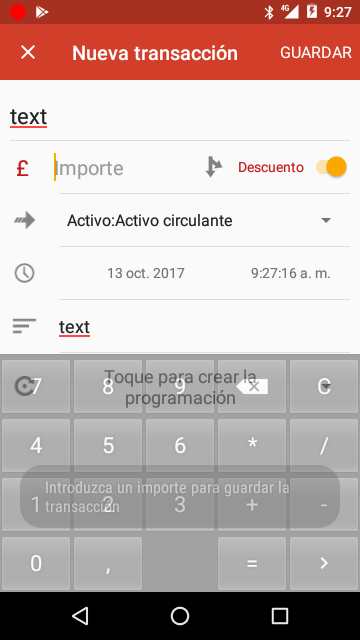 4G 9:27
Nueva transacción GUARDAR
text
£ Importe Descuento
Activo:Activo circulante
13 oct. 2017 9:27:16 a. m.
text
Toque para crear la
programación
7 8 9 C
4 5 6 * /
Introduzca un importe para guardar la
transacción
1 2 3 + -
0 , = >